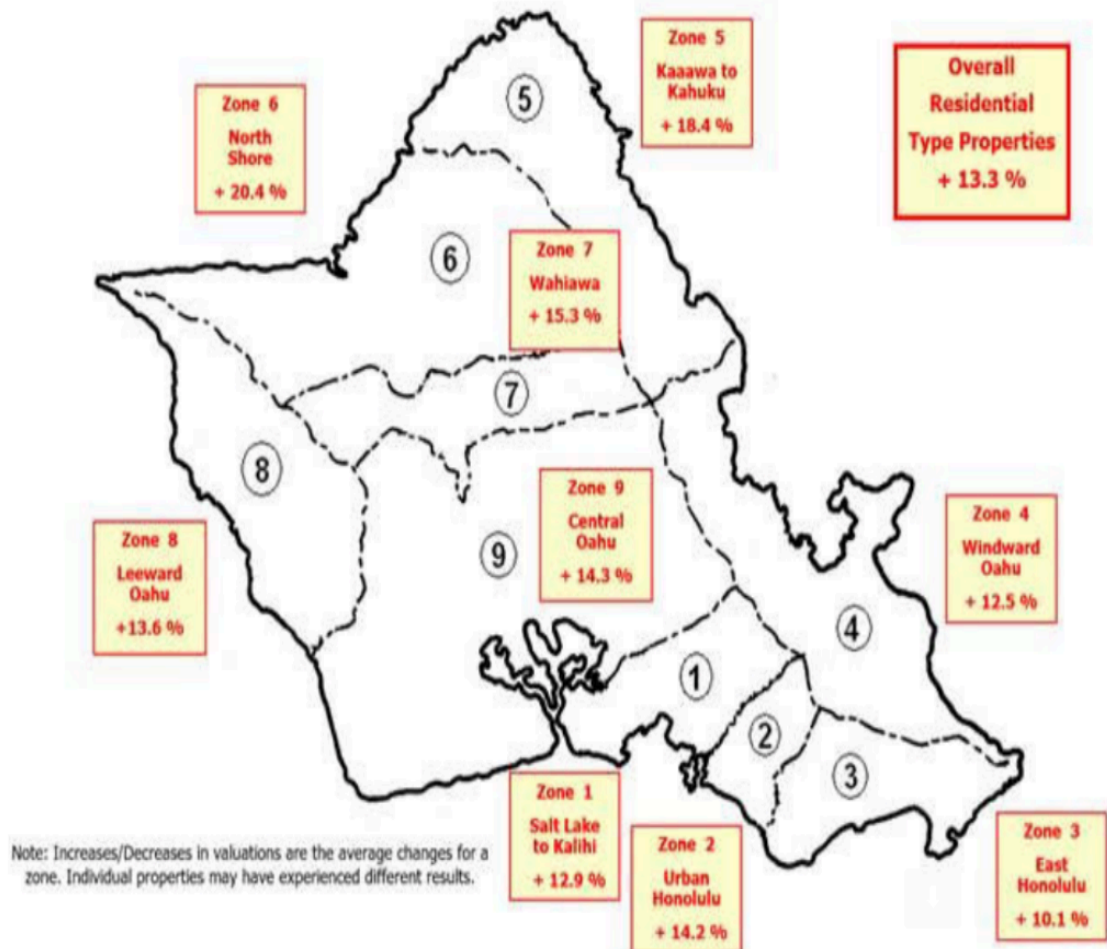 Zone 5
Kaaawa to
Kahuku
+ 18.4 %
Overall
Residential
Type Properties
+ 13.3 %
Zone 6
North
Shore
+ 20.4 %
5
6
Zone 7
Wahiawa
+ 15.3 %
7
8
Zone 9
Central
Oahu
+ 14.3 %
9
Zone 8
Leeward
Oahu
+13.6 %
Zone 4
Windward
Oahu
+ 12.5 %
4
1
2
3
Zone 1
Salt Lake
to Kalihi
+ 12.9 %
Zone 2
Urban
Honolulu
+ 14.2 %
Zone 3
East
Honolulu
+ 10.1 %
Note: Increases/Decreases in valuations are the average changes for a
zone. Individual properties may have experienced different results.